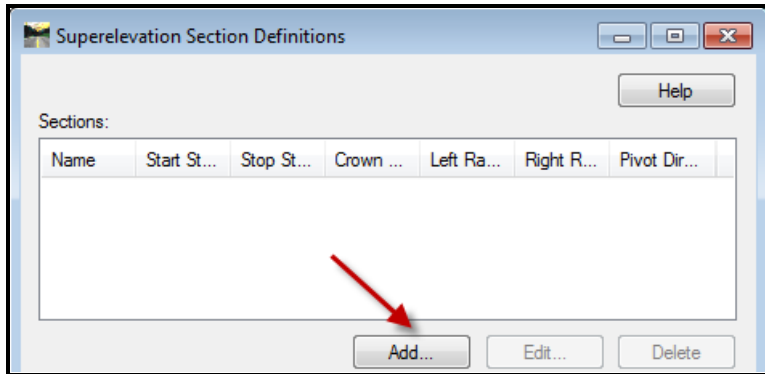 Superelevation Section Definitions
Help
Sections:
Name Start St... Stop St... Crown ... Left Ra... Right R... Pivot Dir...
Add... Edit... Delete